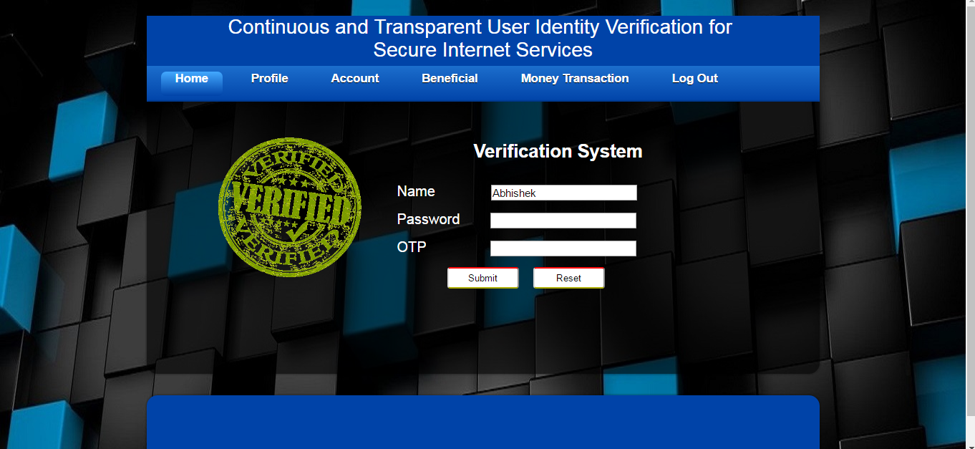 Continuous and Transparent User Identity Verification for
Secure Internet Services
Home Profile Account Beneficial Money Transaction Log Out
VERIFIED
VERIFIED
VERIFIED
Verification System
Name Abhishek
Password
OTP
Submit Reset